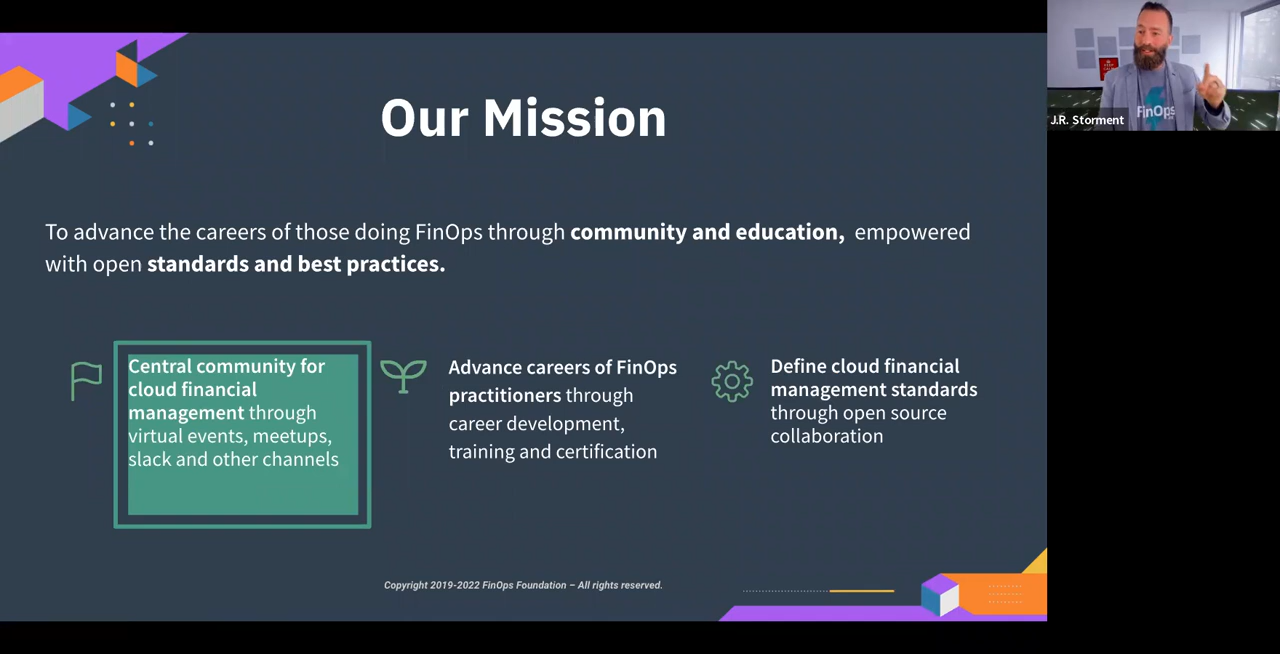 Our Mission
To advance the careers of those doing FinOps through community and education, empowered
with open standards and best practices.
Central community for
cloud financial
management through
virtual events, meetups,
slack and other channels
Advance careers of FinOps
practitioners through
career development,
training and certification
Define cloud financial
management standards
through open source
collaboration
Copyright 2019-2022 FinOps Foundation – All rights reserved.
FinOps
J.R. Storment